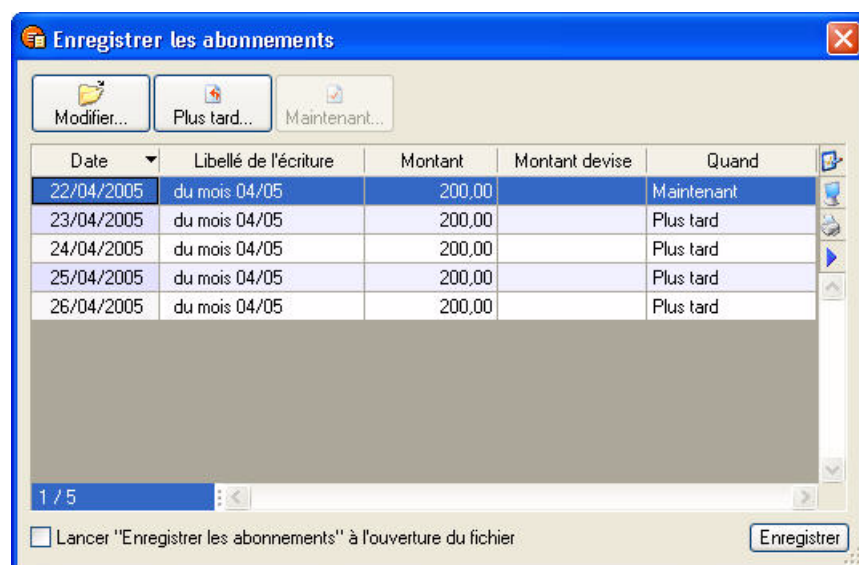 Enregistrer les abonnements
Modifier... Plus tard... Maintenant...
Date Libellé de l'écriture Montant Montant devise Quand
22/04/2005 du mois 04/05 200,00 Maintenant
23/04/2005 du mois 04/05 200,00 Plus tard
24/04/2005 du mois 04/05 200,00 Plus tard
25/04/2005 du mois 04/05 200,00 Plus tard
26/04/2005 du mois 04/05 200,00 Plus tard
1 / 5
Lancer "Enregistrer les abonnements" à l'ouverture du fichier Enregistrer